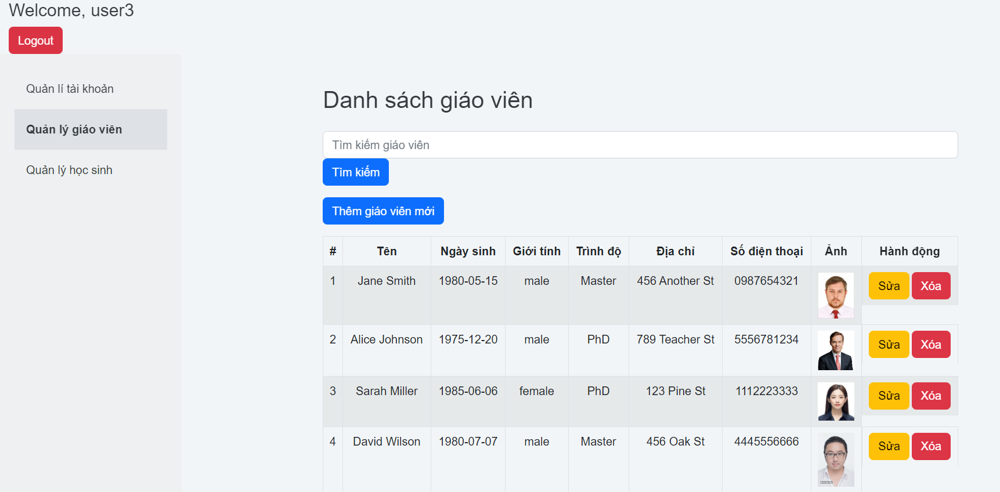 Welcome, user3
Logout
Quản lí tài khoản
Quản lý giáo viên
Quản lý học sinh
Danh sách giáo viên
Tìm kiếm giáo viên
Tìm kiếm
Thêm giáo viên mới
# Tên Ngày sinh Giới tính Trình độ Địa chỉ Số điện thoại Ảnh Hành động
1 Jane Smith 1980-05-15 male Master 456 Another St 0987654321 Sửa Xóa
2 Alice Johnson 1975-12-20 male PhD 789 Teacher St 5556781234 Sửa Xóa
3 Sarah Miller 1985-06-06 female PhD 123 Pine St 1112223333 Sửa Xóa
4 David Wilson 1980-07-07 male Master 456 Oak St 4445556666 Sửa Xóa